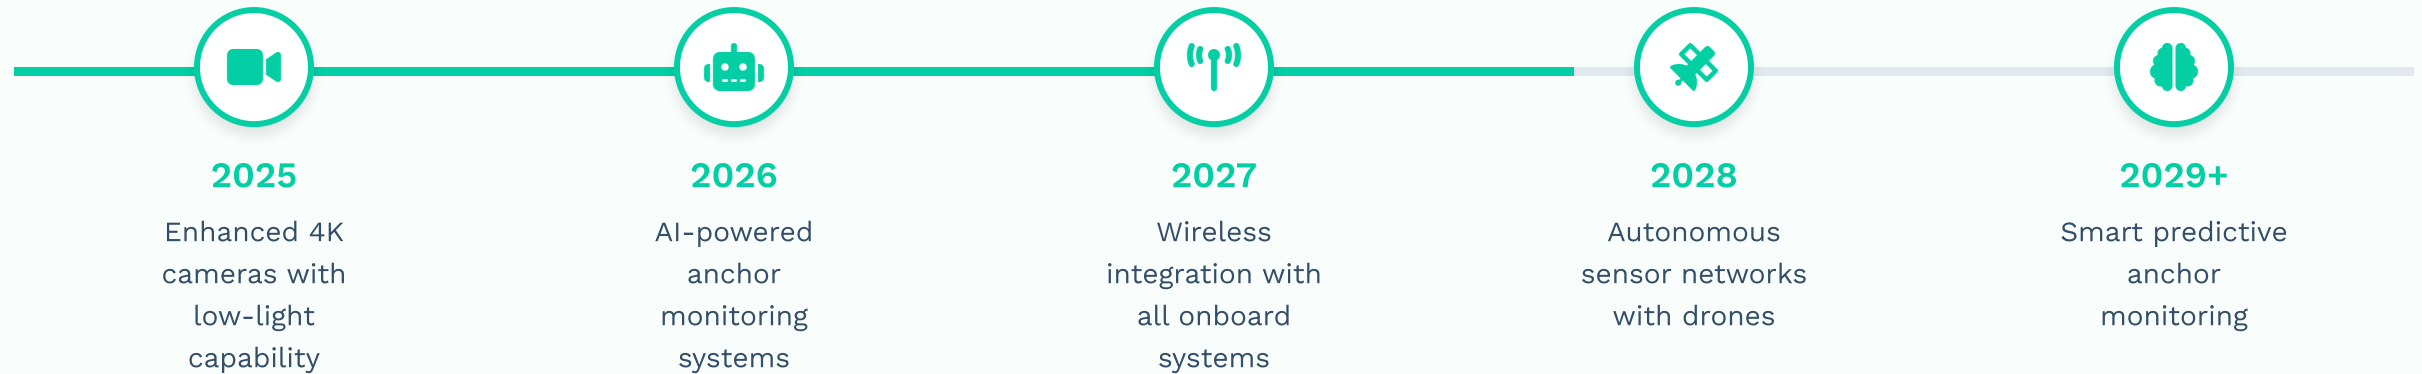 2025
Enhanced 4K
cameras with
low-light
capability
2026
AI-powered
anchor
monitoring
systems
2027
Wireless
integration with
all onboard
systems
2028
Autonomous
sensor networks
with drones
2029+
Smart predictive
anchor
monitoring